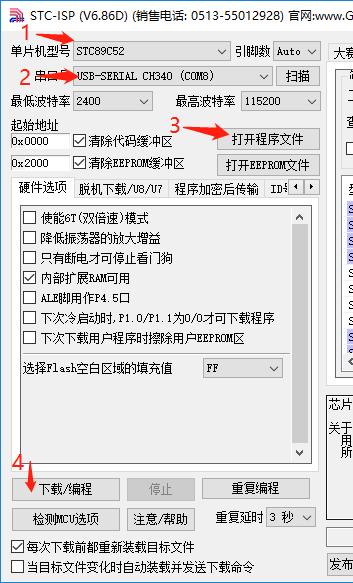 STC-ISP (V6.86D) (销售电话: 0513-55012928) 官网:www.G
1
单片机型号 STC89C52 引脚数 Auto 大赛
2
串口号 USB-SERIAL CH340 (COM8) 扫描
最低波特率 2400 最高波特率 115200
起始地址 3
0x0000 清除代码缓冲区 打开程序文件
0x2000 清除EEPROM缓冲区 打开EEPROM文件
硬件选项 脱机下载/U8/U7 程序加密后传输 ID号
使能6T(双倍速)模式
降低振荡器的放大增益
只有断电才可停止看门狗
内部扩展RAM可用
ALE脚用作P4.5口
下次冷启动时,P1.0/P1.1为0/0才可下载程序
下次下载用户程序时擦除用户EEPROM区
选择Flash空白区域的填充值 FF
4
下载/编程 停止 重复编程
检测MCU选项 注意/帮助 重复延时 3 秒
每次下载前都重新装载目标文件
当目标文件变化时自动装载并发送下载命令
芯片
关于
用
所
发布